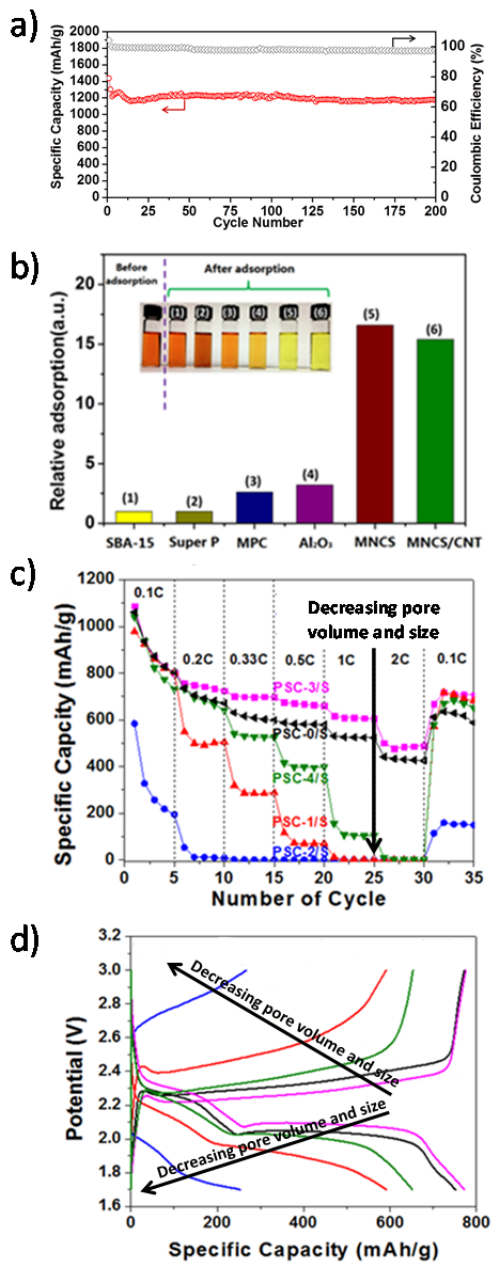 a)
2000
1800
1600
1400
1200
1000
800
600
400
200
0
Specific Capacity (mAh/g)
100
80
60
40
20
0
Coulombic Efficiency (%)
0 25 50 75 100 125 150 175 200
Cycle Number
b)
20
15
10
5
0
Relative adsorption(a.u.)
Before
adsorption
After adsorption
(1) (2) (3) (4) (5) (6)
(1)
(2)
(3)
(4)
(5)
(6)
SBA-15 Super P MPC Al₂O₃ MNCS MNCS/CNT
c)
1200
1000
800
600
400
200
0
Specific Capcity (mAh/g)
0.1C
0.2C
0.33C
0.5C
1C
2C
0.1C
Decreasing pore
volume and size
PSC-3/S
PSC-0/S
PSC-4/S
PSC-1/S
PSC-2/S
0 5 10 15 20 25 30 35
Number of Cycle
d)
3.2
3.0
2.8
2.6
2.4
2.2
2.0
1.8
1.6
Potential (V)
Decreasing pore volume and size
Decreasing pore volume and size
0 200 400 600 800
Specific Capacity (mAh/g)